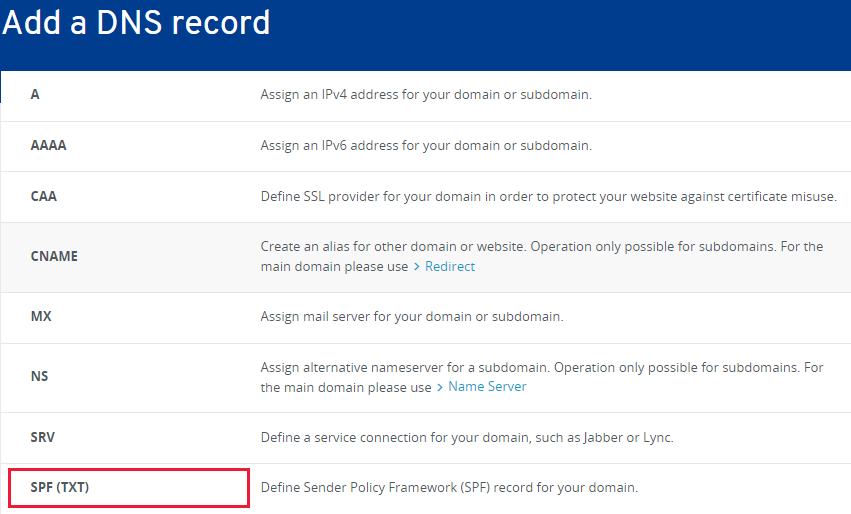 Add a DNS record
A Assign an IPv4 address for your domain or subdomain.
AAAA Assign an IPv6 address for your domain or subdomain.
CAA Define SSL provider for your domain in order to protect your website against certificate misuse.
CNAME Create an alias for other domain or website. Operation only possible for subdomains. For the
main domain please use > Redirect
MX Assign mail server for your domain or subdomain.
NS Assign alternative nameserver for a subdomain. Operation only possible for subdomains. For
the main domain please use > Name Server
SRV Define a service connection for your domain, such as Jabber or Lync.
SPF (TXT) Define Sender Policy Framework (SPF) record for your domain.